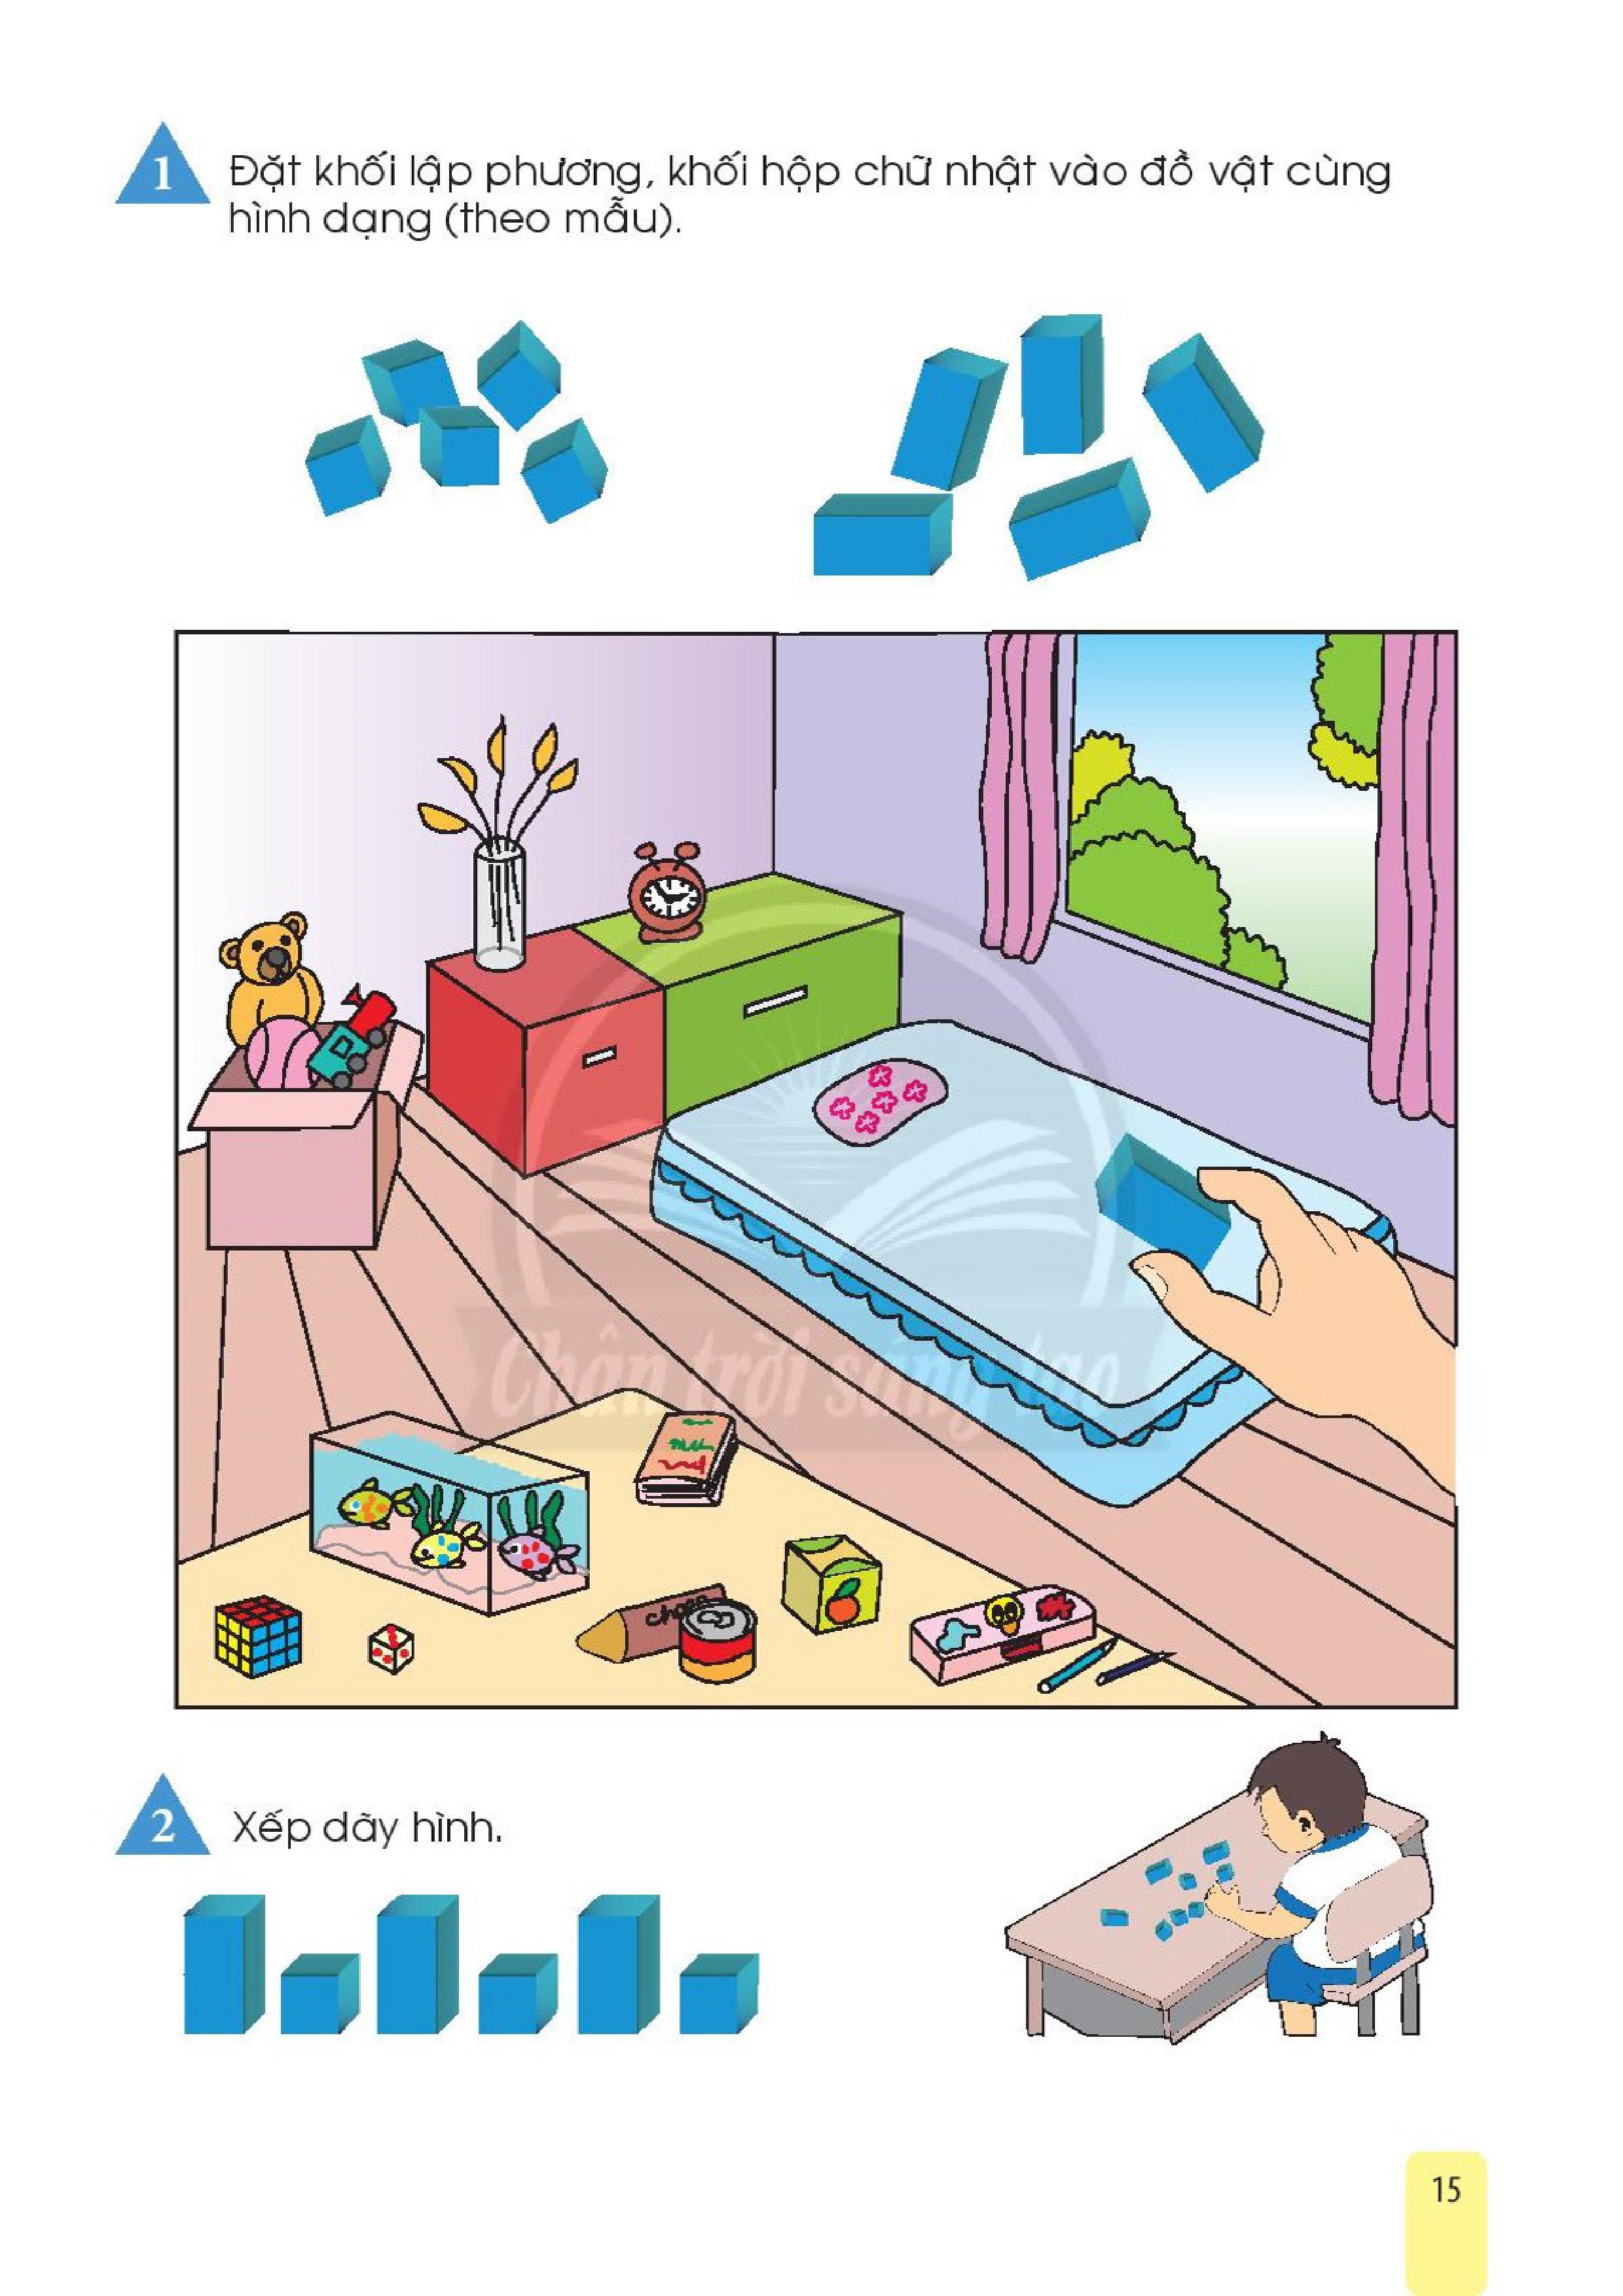 1
Đặt khối lập phương, khối hộp chữ nhật vào đồ vật cùng
hình dạng (theo mẫu).
Chân trời sáng tạo
choco
2
Xếp dãy hình.
15